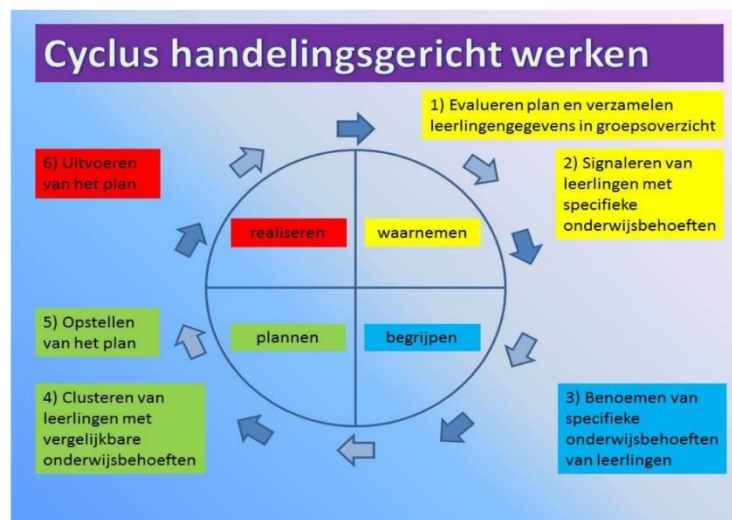 Cyclus handelingsgericht werken
1) Evalueren plan en verzamelen
leerlingengegevens in groepsoverzicht
6) Uitvoeren
van het plan
2) Signaleren van
leerlingen met
specifieke
onderwijsbehoeften
realiseren
waarnemen
5) Opstellen
van het plan
plannen
begrijpen
4) Clusteren van
leerlingen met
vergelijkbare
onderwijsbehoeften
3) Benoemen van
specifieke
onderwijsbehoeften
van leerlingen